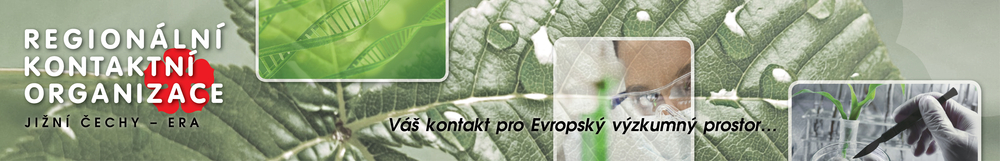 REGIONÁLNÍ
KONTAKTNÍ
ORGANIZACE
JIŽNÍ ČECHY – ERA
Váš kontakt pro Evropský výzkumný prostor...